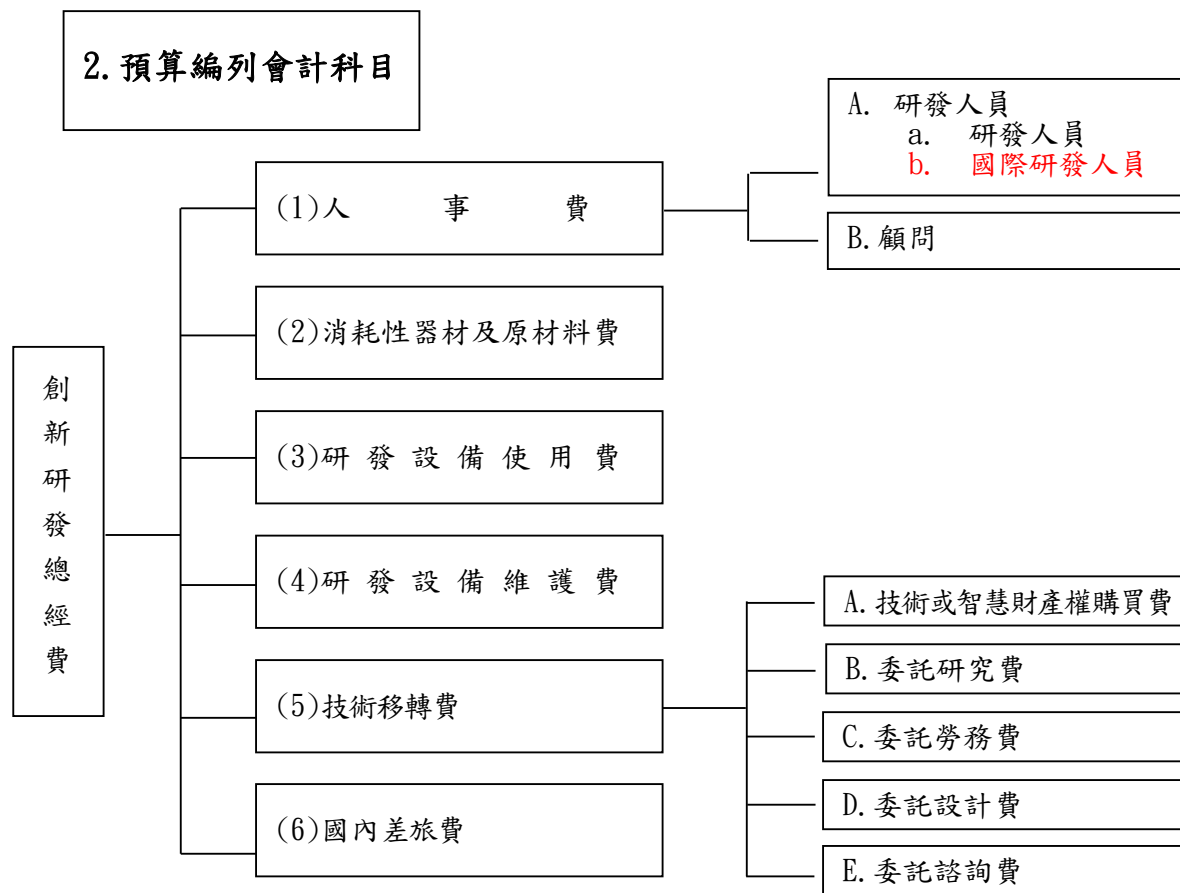 2.預算編列會計科目
創新研發總經費
(1)人事費
A. 研發人員
a. 研發人員
b. 國際研發人員
B.顧問
(2)消耗性器材及原材料費
(3)研發設備使用費
(4)研發設備維護費
(5)技術移轉費
A.技術或智慧財產權購買費
B.委託研究費
C.委託勞務費
D.委託設計費
E.委託諮詢費
(6)國內差旅費